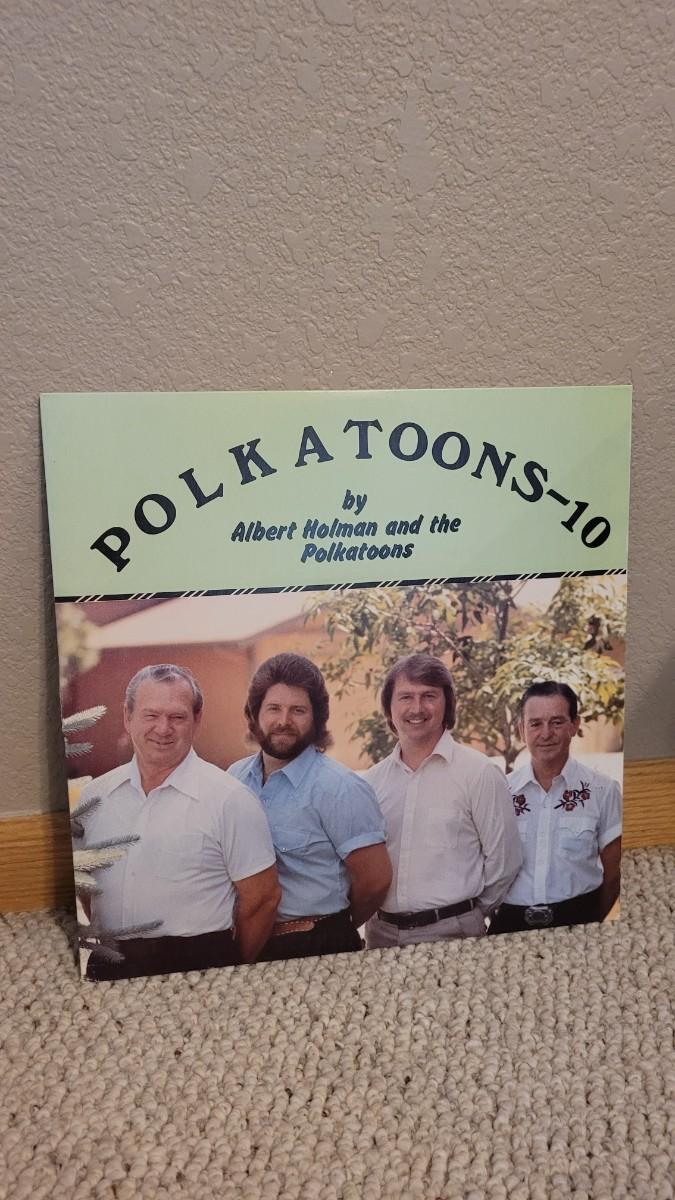 POLKATOONS-10
by
Albert Holman and the
Polkatoons